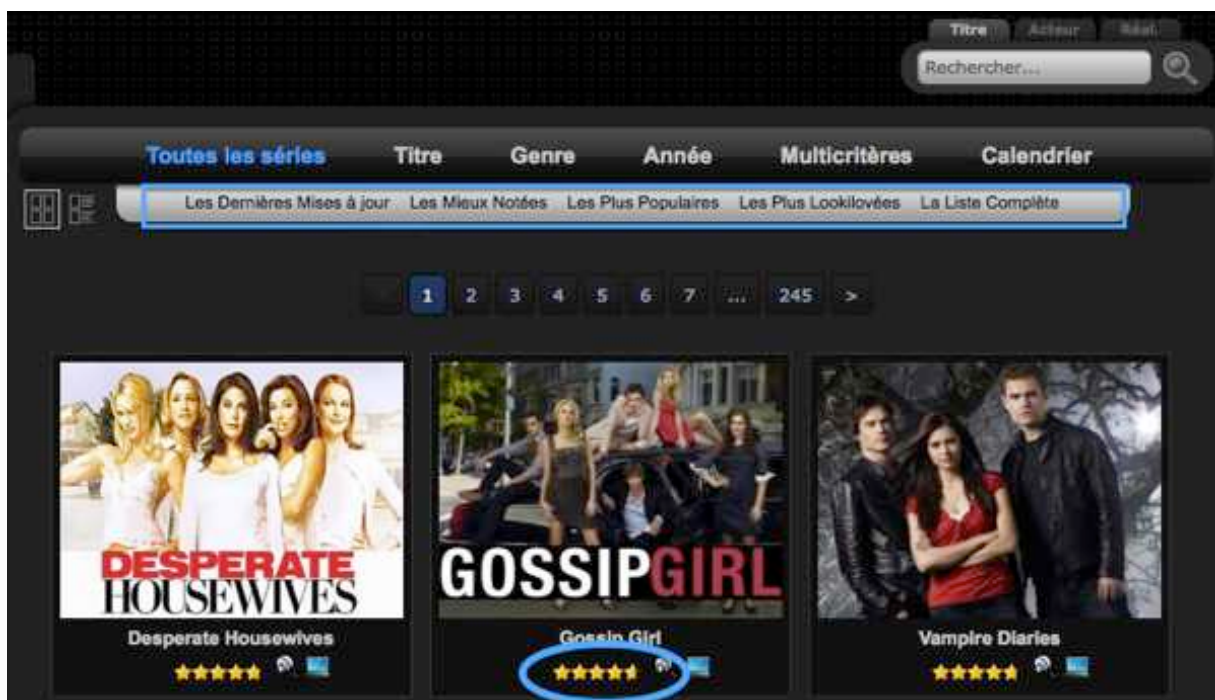 Titre Acteur Réal.
Rechercher...
Toutes les séries Titre Genre Année Multicritères Calendrier
Les Dernières Mises à jour Les Mieux Notées Les Plus Populaires Les Plus Lookilovées La Liste Complète
1 2 3 4 5 6 7 ... 245 >
DESPERATE
HOUSEWIVES
GOSSIPGIRL
Desperate Housewives Gossip Girl Vampire Diaries